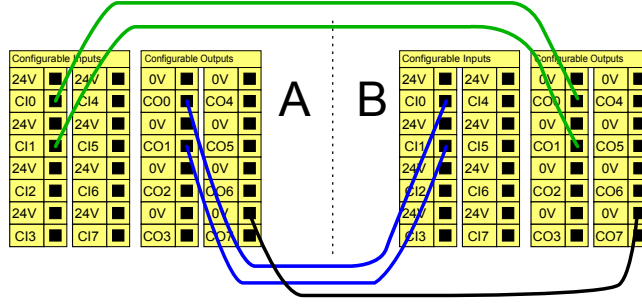 Configurable Inputs
24V 24V
CI0 CI4
24V 24V
CI1 CI5
24V 24V
CI2 CI6
24V 24V
CI3 CI7
Configurable Outputs
0V 0V
CO0 CO4
0V 0V
CO1 CO5
0V 0V
CO2 CO6
0V 0V
CO3 CO7
A
B
Configurable Inputs
24V 24V
CI0 CI4
24V 24V
CI1 CI5
24V 24V
CI2 CI6
24V 24V
CI3 CI7
Configurable Outputs
0V 0V
CO0 CO4
0V 0V
CO1 CO5
0V 0V
CO2 CO6
0V 0V
CO3 CO7